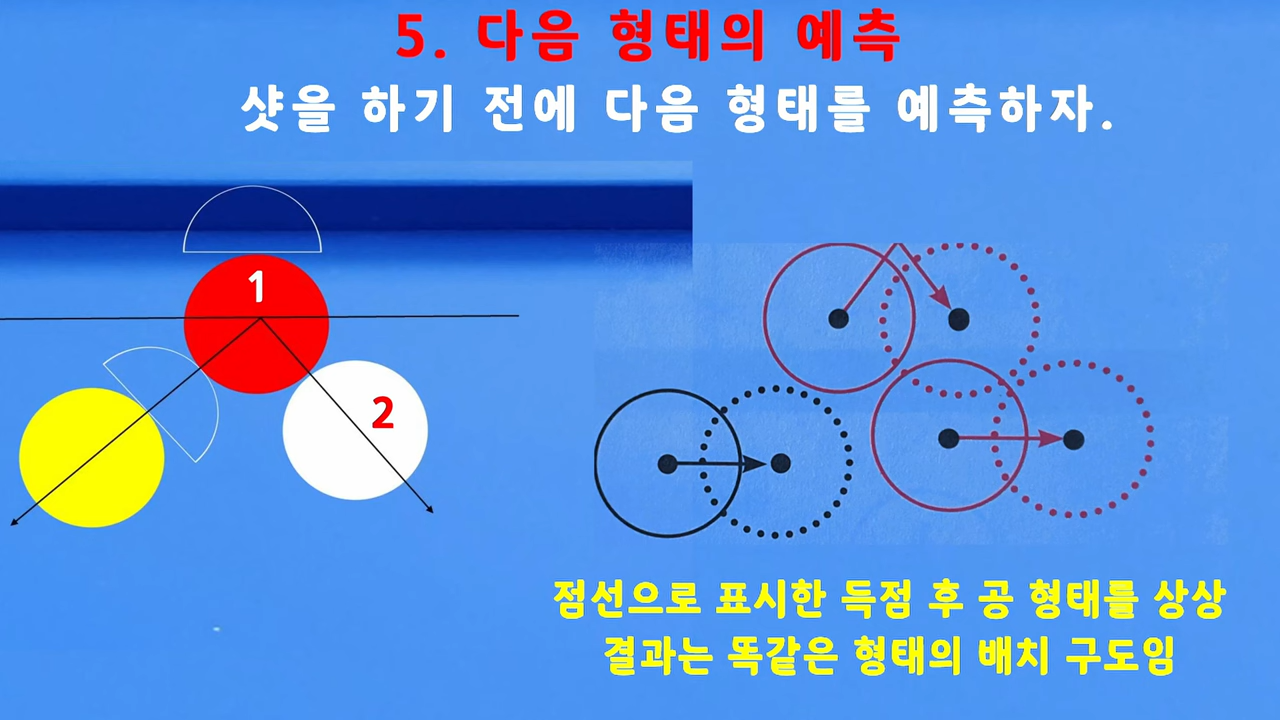 5. 다음 형태의 예측
샷을 하기 전에 다음 형태를 예측하자.
1
2
점선으로 표시한 득점 후 공 형태를 상상
결과는 똑같은 형태의 배치 구도임